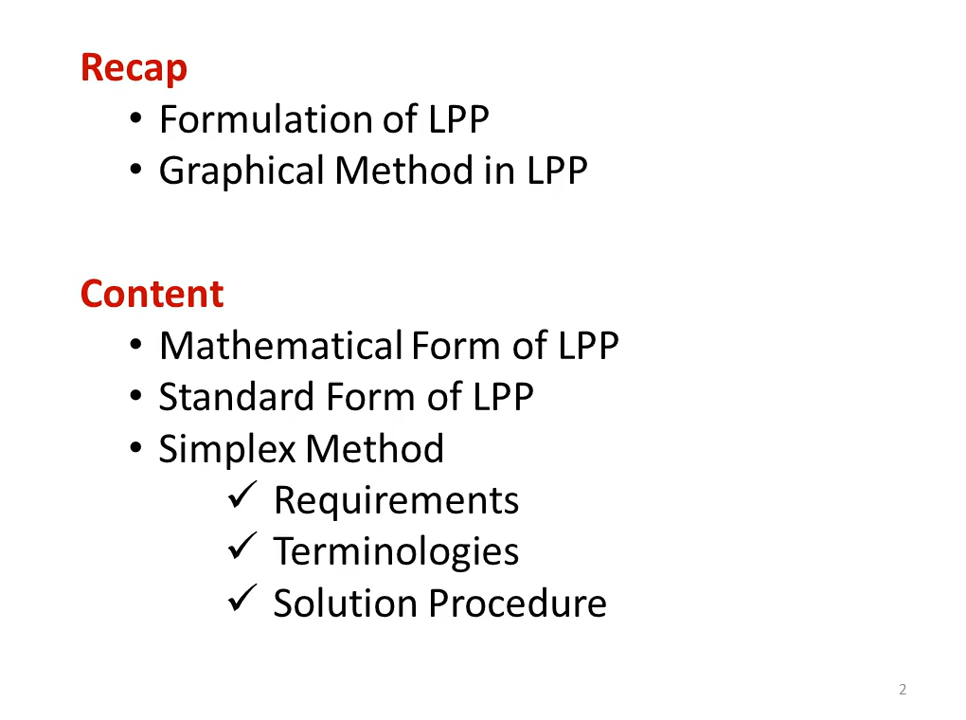 Recap
• Formulation of LPP
• Graphical Method in LPP
Content
• Mathematical Form of LPP
• Standard Form of LPP
• Simplex Method
✓ Requirements
✓ Terminologies
✓ Solution Procedure
2